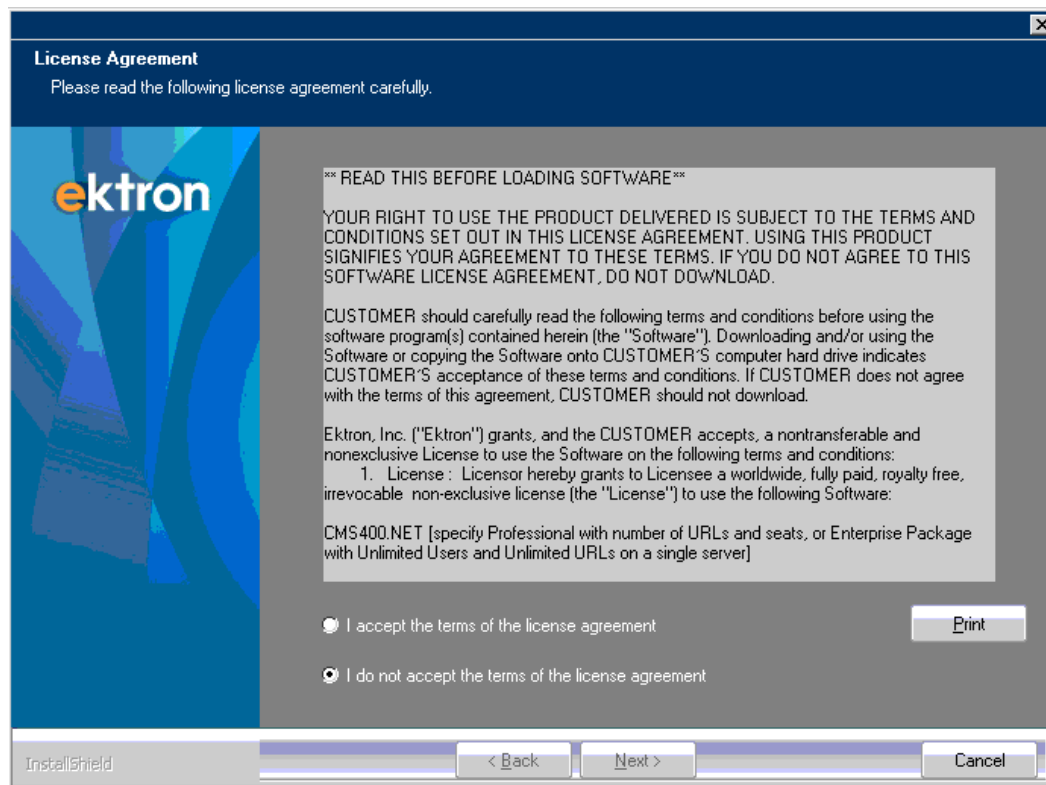 License Agreement
Please read the following license agreement carefully.
ektron
** READ THIS BEFORE LOADING SOFTWARE**
YOUR RIGHT TO USE THE PRODUCT DELIVERED IS SUBJECT TO THE TERMS AND
CONDITIONS SET OUT IN THIS LICENSE AGREEMENT. USING THIS PRODUCT
SIGNIFIES YOUR AGREEMENT TO THESE TERMS. IF YOU DO NOT AGREE TO THIS
SOFTWARE LICENSE AGREEMENT, DO NOT DOWNLOAD.
CUSTOMER should carefully read the following terms and conditions before using the
software program(s) contained herein (the "Software"). Downloading and/or using the
Software or copying the Software onto CUSTOMER´S computer hard drive indicates
CUSTOMER´S acceptance of these terms and conditions. If CUSTOMER does not agree
with the terms of this agreement, CUSTOMER should not download.
Ektron, Inc. ("Ektron") grants, and the CUSTOMER accepts, a nontransferable and
nonexclusive License to use the Software on the following terms and conditions:
1. License : Licensor hereby grants to Licensee a worldwide, fully paid, royalty free,
irrevocable non-exclusive license (the "License") to use the following Software:
CMS400.NET [specify Professional with number of URLs and seats, or Enterprise Package
with Unlimited Users and Unlimited URLs on a single server]
I accept the terms of the license agreement
Print
I do not accept the terms of the license agreement
InstallShield
< Back
Next >
Cancel